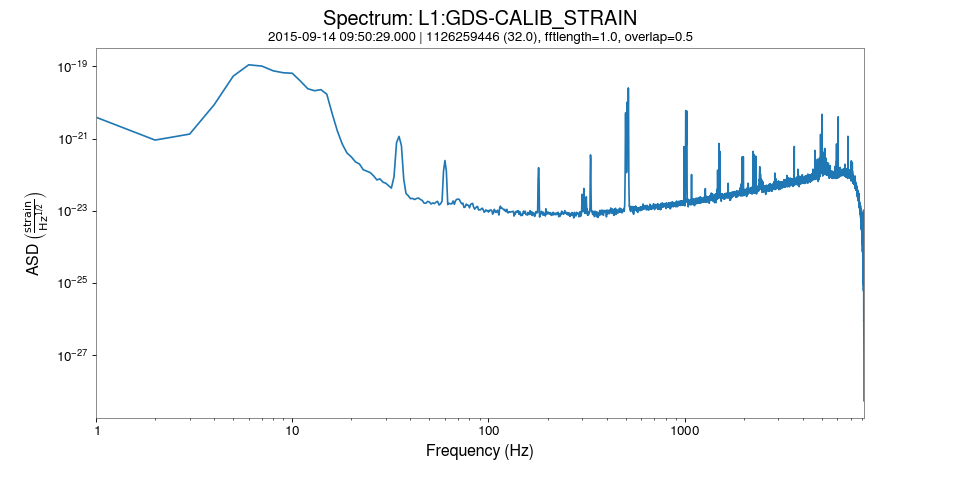 Spectrum: L1:GDS-CALIB_STRAIN
2015-09-14 09:50:29.000 | 1126259446 (32.0), fftlength=1.0, overlap=0.5
10⁻¹⁹
10⁻²¹
10⁻²³
10⁻²⁵
10⁻²⁷
ASD (strain/Hz^1/2)
1 10 100 1000
Frequency (Hz)